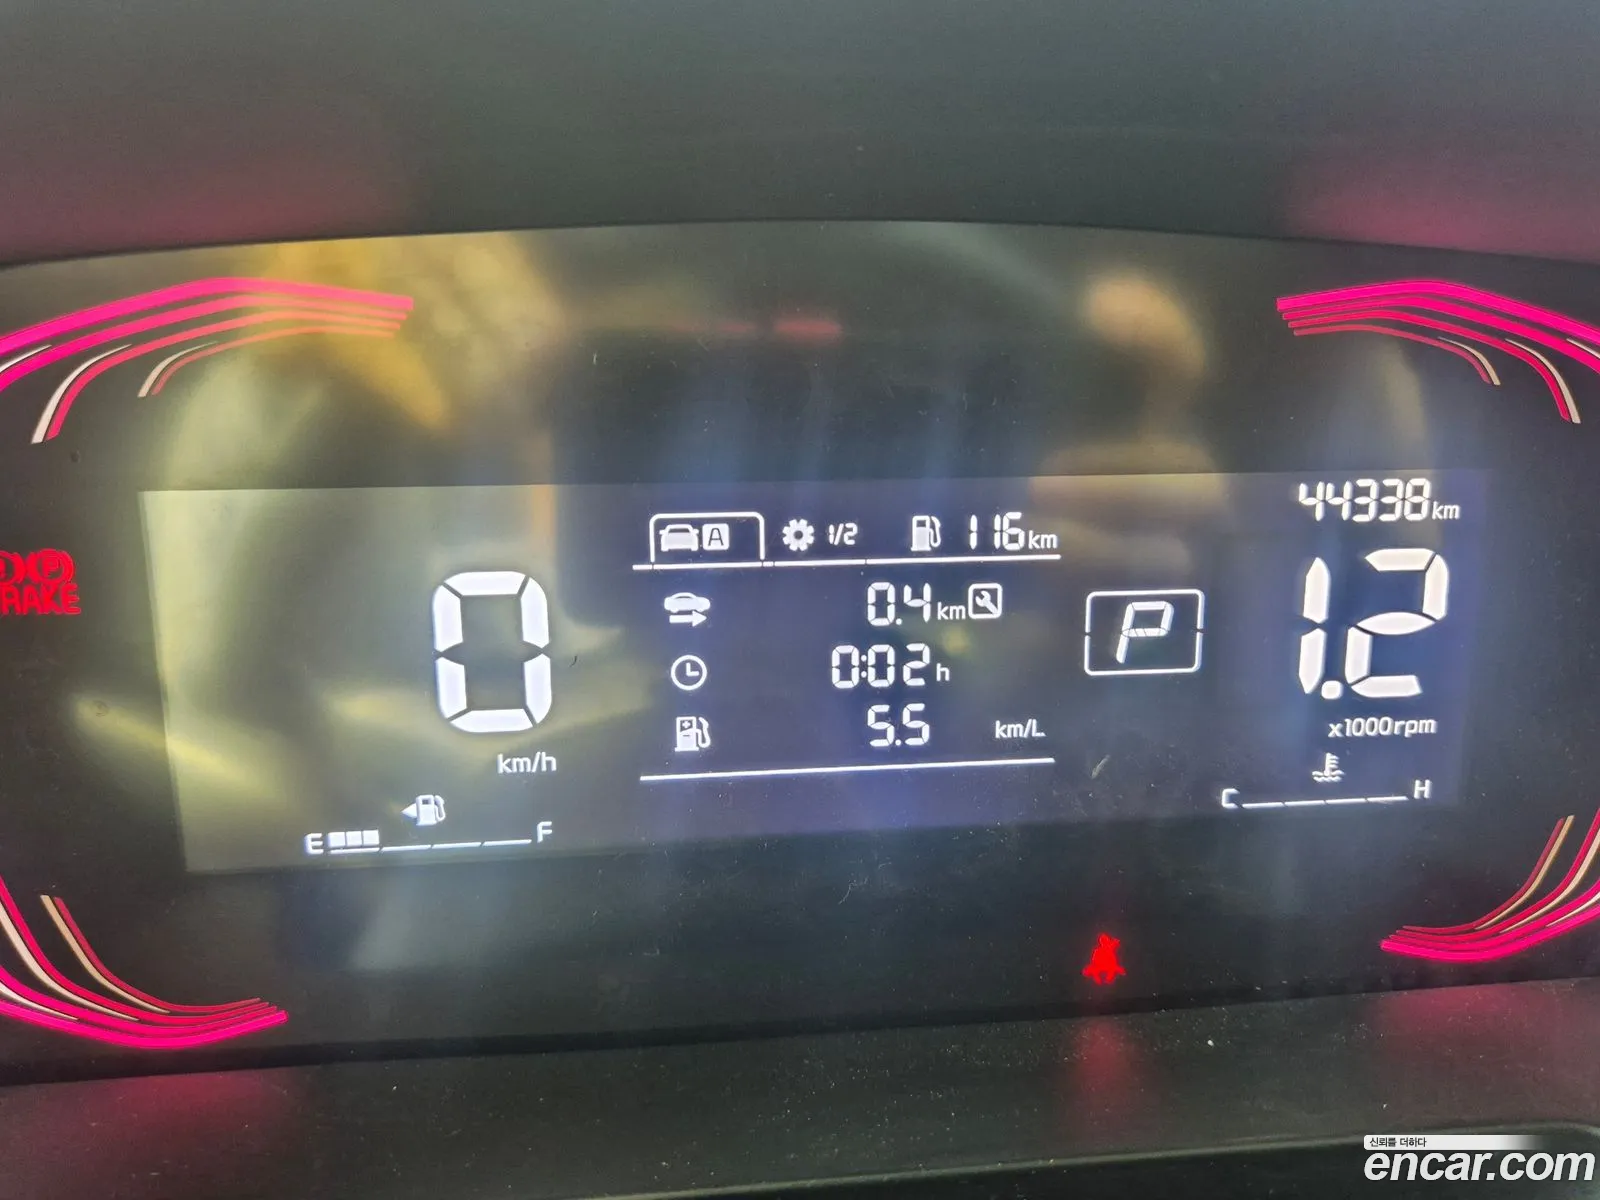 44338km
A 1/2 116km
0.4km
BRAKE
0
P
1.2
0:02h
5.5 km/L
x1000rpm
km/h
C H
E F
신뢰를 더하다
encar.com